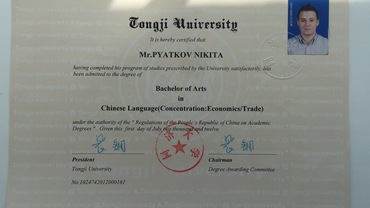 Tongji University
It is hereby certified that
Mr.PYATKOV NIKITA
having completed his program of studies prescribed by the University satisfactorily, has
been admitted to the degree of
Bachelor of Arts
in
Chinese Language(Concentration:Economics/Trade)
under the authority of the " Regulations of the People's Republic of China on Academic
Degrees " . Given this first day of July two thousand and twelve
President
Chairman
Tongji University
Degree Awarding Committee
No.1024742012000161